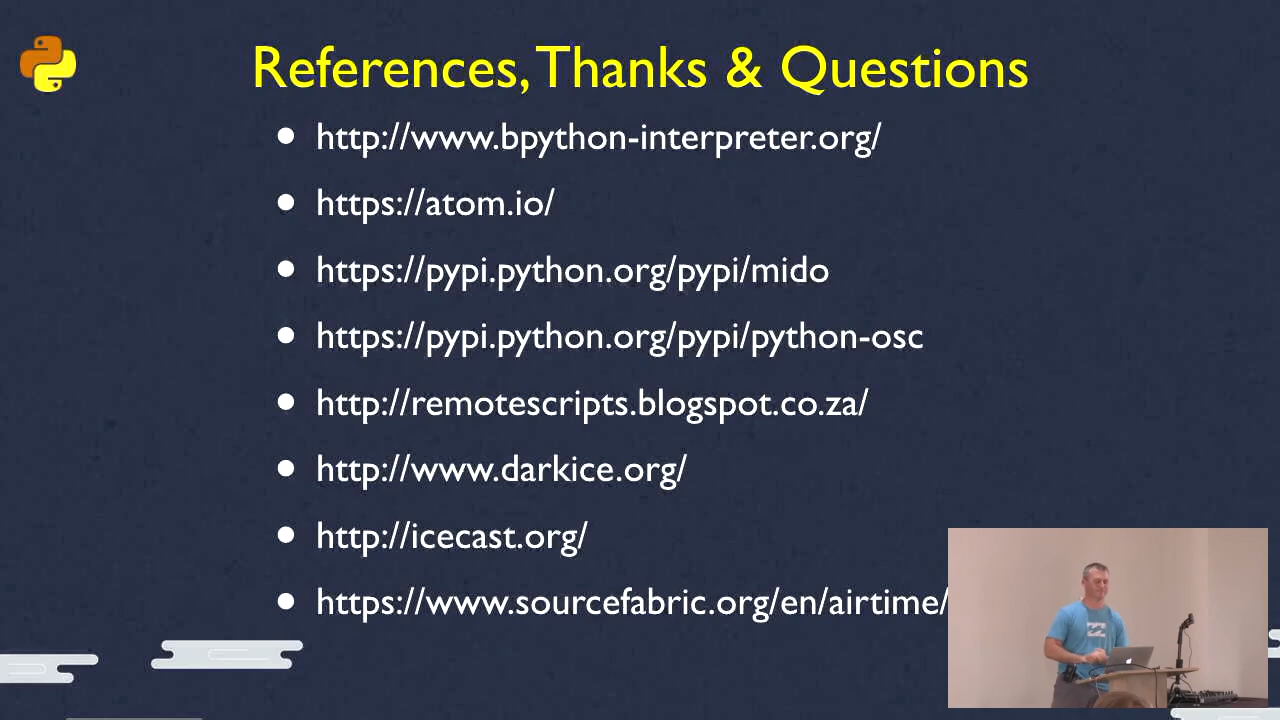 References, Thanks & Questions
http://www.bpython-interpreter.org/
https://atom.io/
https://pypi.python.org/pypi/mido
https://pypi.python.org/pypi/python-osc
http://remotescripts.blogspot.co.za/
http://www.darkice.org/
http://icecast.org/
https://www.sourcefabric.org/en/airtime/